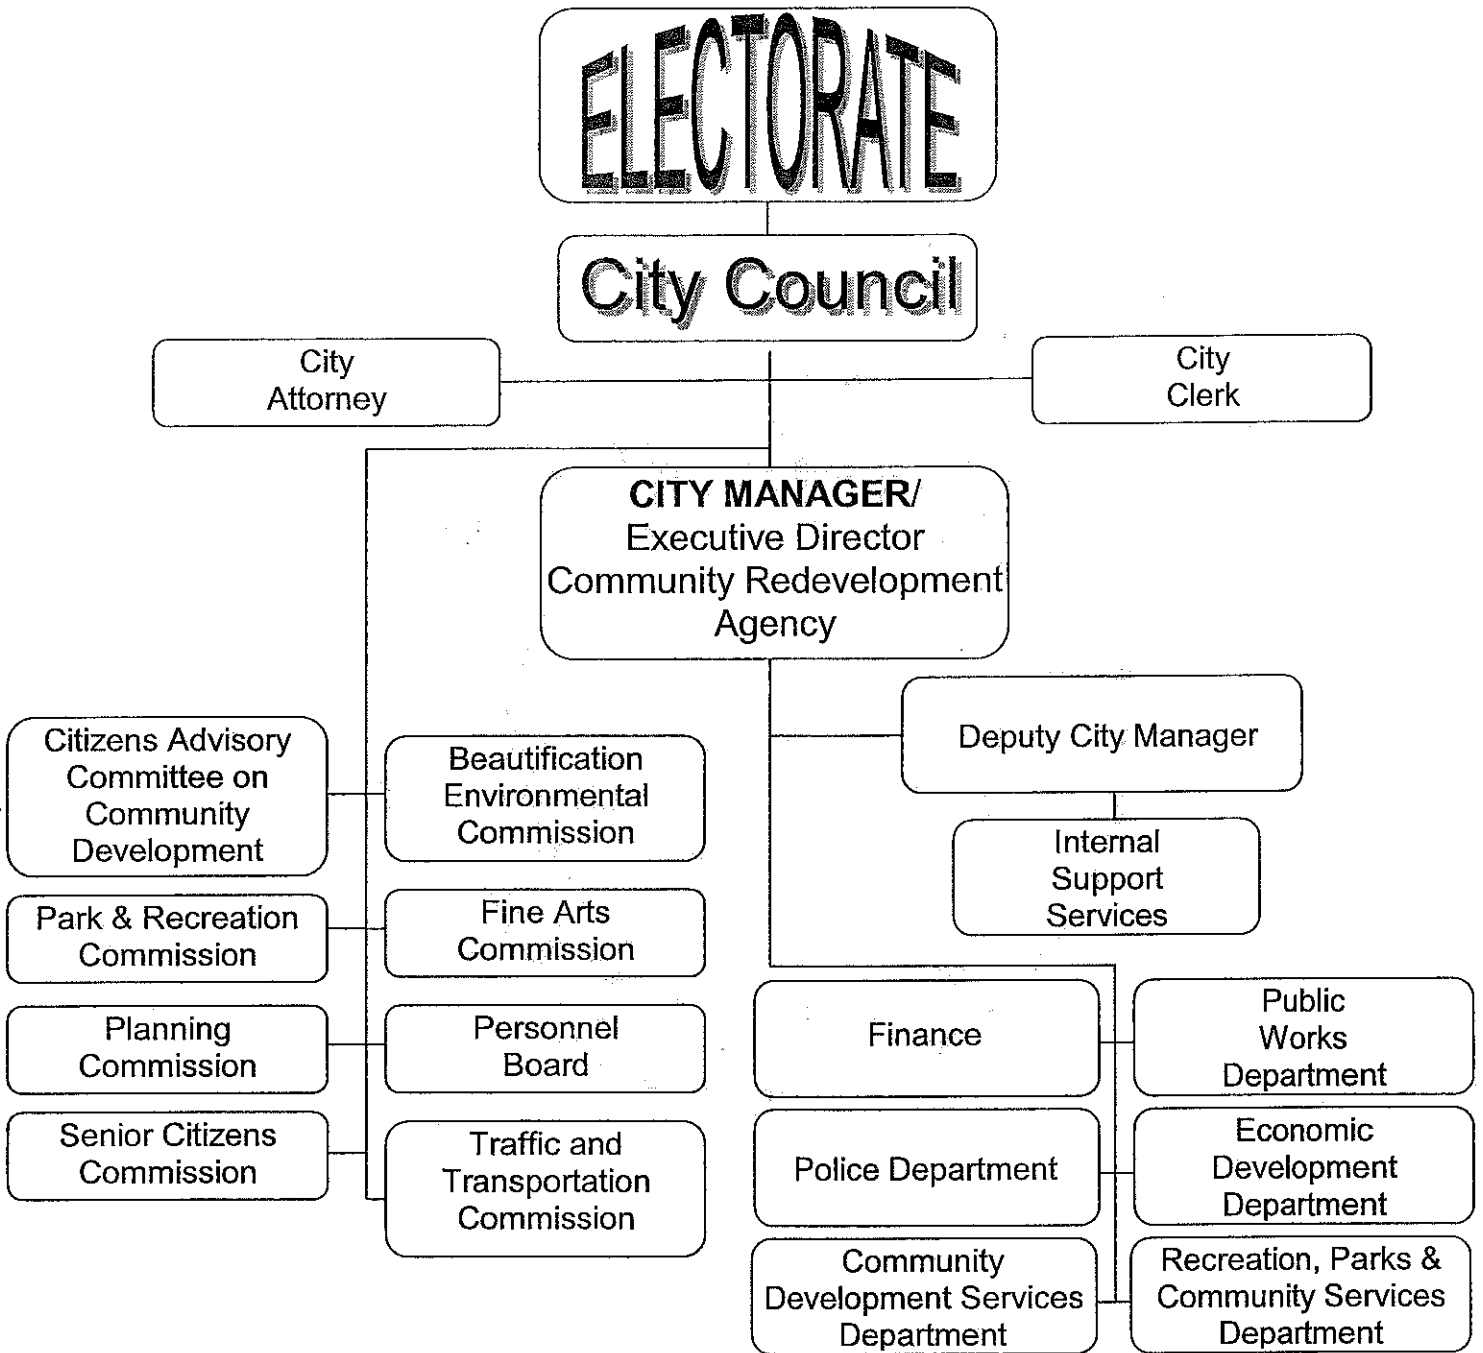 ELECTORATE
City Council
City
Attorney
City
Clerk
CITY MANAGER/
Executive Director
Community Redevelopment
Agency
Deputy City Manager
Internal
Support
Services
Citizens Advisory
Committee on
Community
Development
Beautification
Environmental
Commission
Park & Recreation
Commission
Fine Arts
Commission
Planning
Commission
Personnel
Board
Senior Citizens
Commission
Traffic and
Transportation
Commission
Finance
Public
Works
Department
Police Department
Economic
Development
Department
Community
Development Services
Department
Recreation, Parks &
Community Services
Department